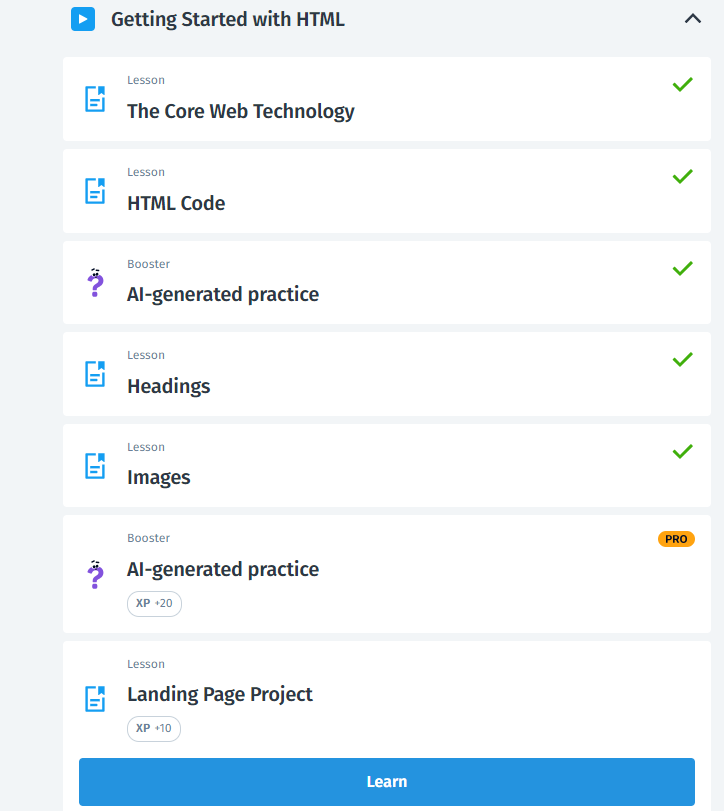 Getting Started with HTML
Lesson
The Core Web Technology
Lesson
HTML Code
Booster
AI-generated practice
Lesson
Headings
Lesson
Images
Booster
PRO
AI-generated practice
XP +20
Lesson
Landing Page Project
XP +10
Learn